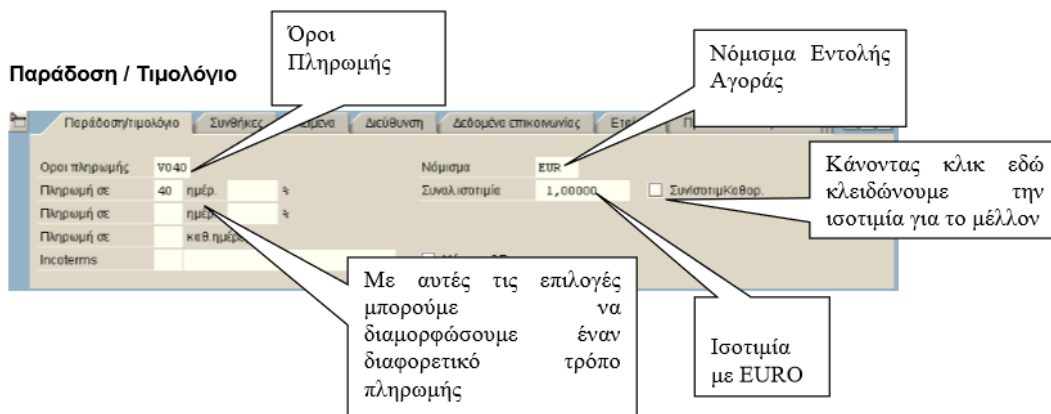 Όροι
Πληρωμής
Νόμισμα Εντολής
Αγοράς
Παράδοση / Τιμολόγιο
Παράδοση/τιμολόγιο Συνθήκες Διεύθυνση Δεδομένα επικοινωνίας
Οροι πληρωμής V040 Νόμισμα EUR
Πληρωμή σε 40 ημέρ. % Συναλ.ισοτιμία 1,00000 ΣυνΙσοτιμΚαθορ.
Πληρωμή σε ημέρ. %
Πληρωμή σε καθ.ημέρ
Incoterms
Κάνοντας κλικ εδώ
κλειδώνουμε την
ισοτιμία για το μέλλον
Με αυτές τις επιλογές
μπορούμε να
διαμορφώσουμε έναν
διαφορετικό τρόπο
πληρωμής
Ισοτιμία
με EURO